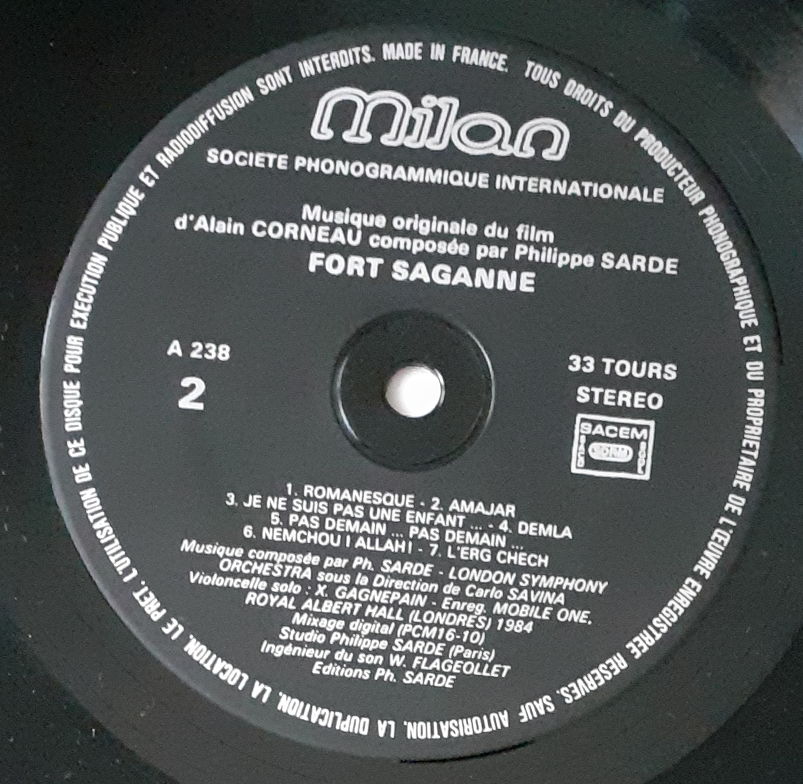 TOUS DROITS DU PRODUCTEUR PHONOGRAPHIQUE ET DU PROPRIETAIRE DE L'ŒUVRE ENREGISTREE RESERVES. SAUF AUTORISATION. LA DUPLICATION. LA LOCATION. LE PRET. L'UTILISATION DE CE DISQUE POUR EXECUTION PUBLIQUE ET RADIODIFFUSION SONT INTERDITS. MADE IN FRANCE.
Milan
SOCIETE PHONOGRAMMIQUE INTERNATIONALE
Musique originale du film
d'Alain CORNEAU composée par Philippe SARDE
FORT SAGANNE
A 238
2
33 TOURS
STEREO
SACEM
SACD
SDRM
SGDL
1. ROMANESQUE - 2. AMAJAR
3. JE NE SUIS PAS UNE ENFANT ... - 4. DEMLA
5. PAS DEMAIN ... PAS DEMAIN ...
6. NEMCHOU I ALLAH! - 7. L'ERG CHECH
Musique composée par Ph. SARDE - LONDON SYMPHONY
ORCHESTRA sous la Direction de Carlo SAVINA
Violoncelle solo : X. GAGNEPAIN - Enreg. MOBILE ONE.
ROYAL ALBERT HALL (LONDRES) 1984
Mixage digital (PCM16-10)
Studio Philippe SARDE (Paris)
Ingénieur du son W. FLAGEOLLET
Editions Ph. SARDE